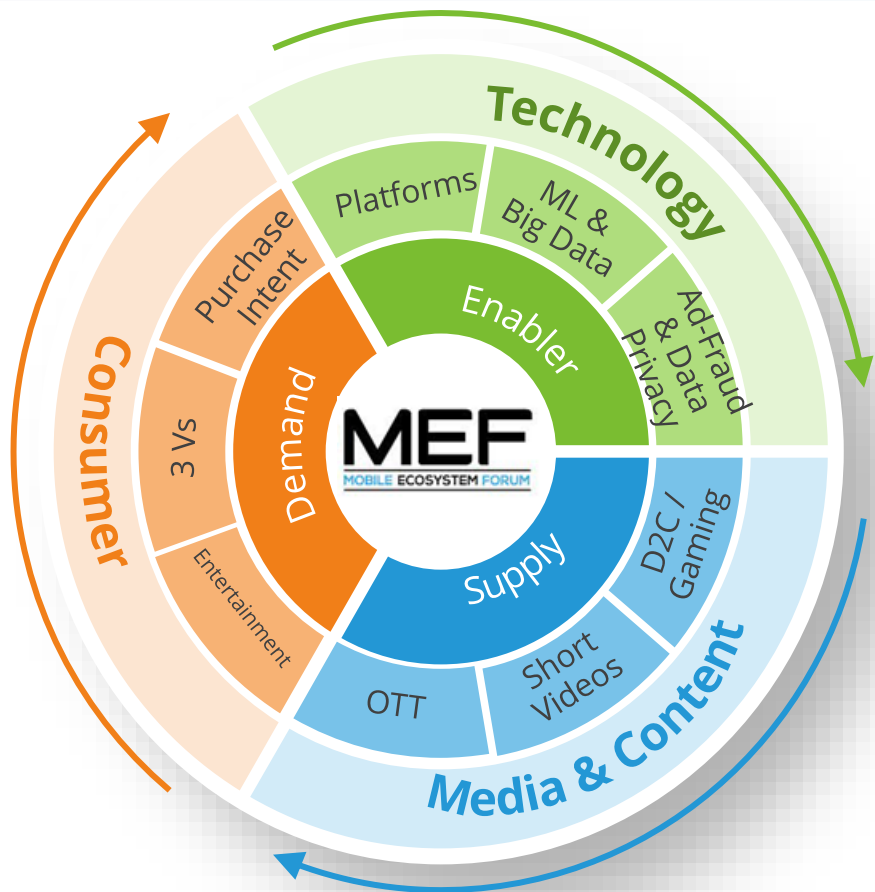 Technology
Platforms
ML &
Big Data
Ad-Fraud
& Data
Privacy
Enabler
Consumer
Purchase
Intent
3 Vs
Entertainment
Demand
MEF
MOBILE ECOSYSTEM FORUM
Supply
D2C /
Gaming
Short
Videos
OTT
Media & Content